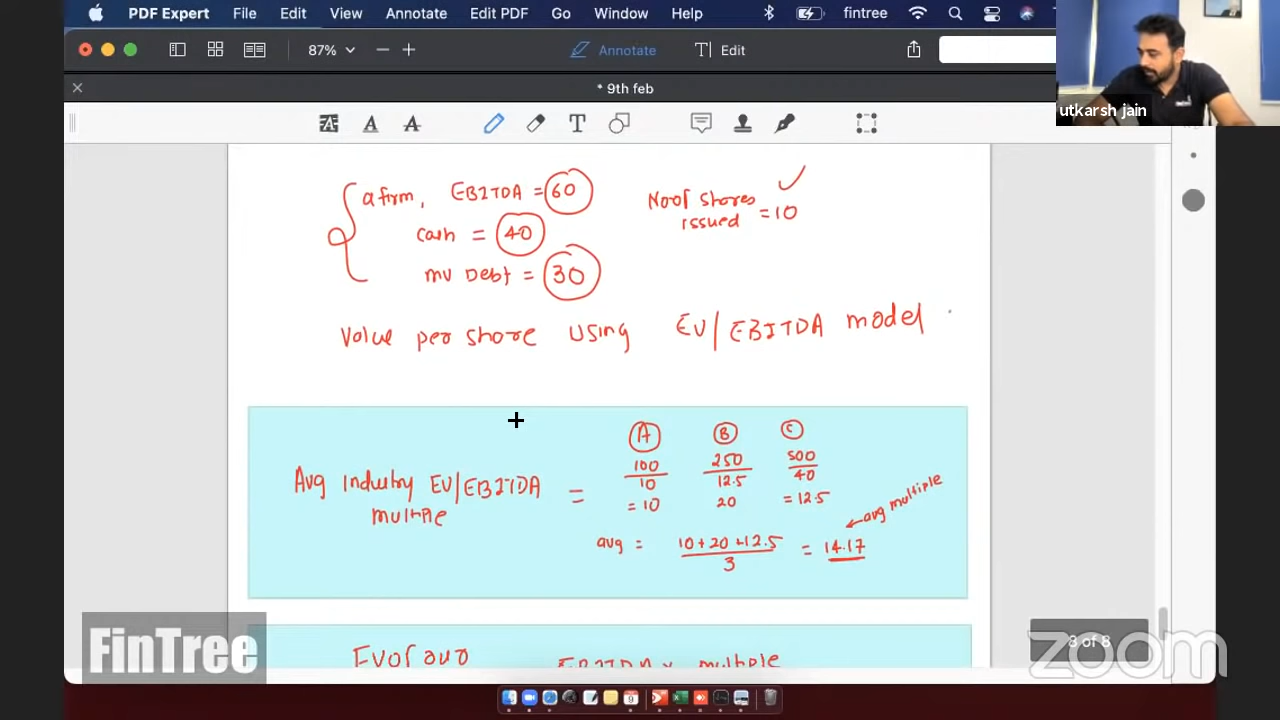 PDF Expert File Edit View Annotate Edit PDF Go Window Help fintree
87% Annotate T Edit
utkarsh jain
* 9th feb
a firm, EBITDA = 60
No of shares issued = 10
cash = 40
mv Debt = 30
Value per share using EV/EBITDA model
A B C
100/10 250/12.5 500/40
Avg Industry EV/EBITDA multiple =
= 10 20 = 12.5
avg multiple
avg = 10+20+12.5/3 = 14.17
FinTree
8 of 8
zoom
EV of our
EBITDA x multiple